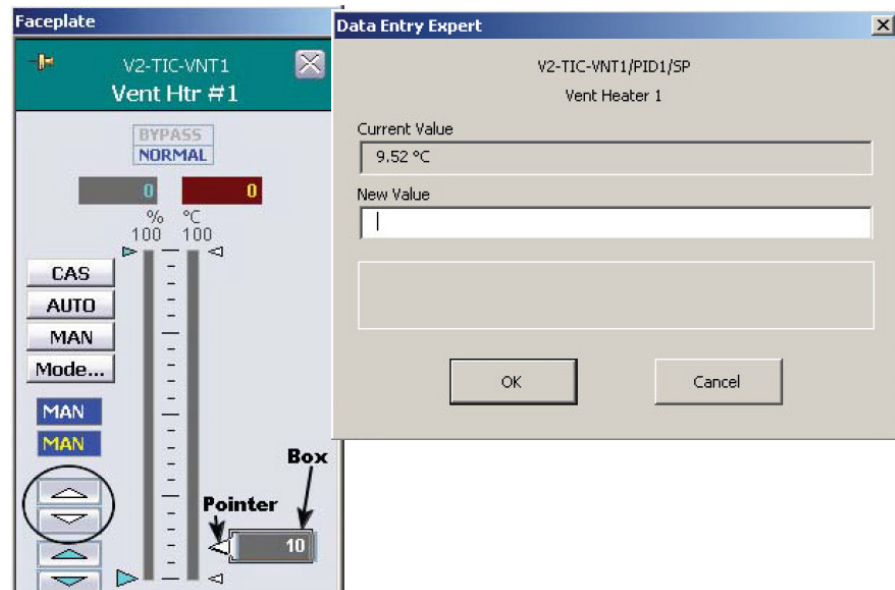 Faceplate
V2-TIC-VNT1
Vent Htr #1
BYPASS
NORMAL
0 0
% °C
100 100
CAS
AUTO
MAN
Mode...
MAN
MAN
Box
Pointer
10
Data Entry Expert
V2-TIC-VNT1/PID1/SP
Vent Heater 1
Current Value
9.52 °C
New Value
OK Cancel